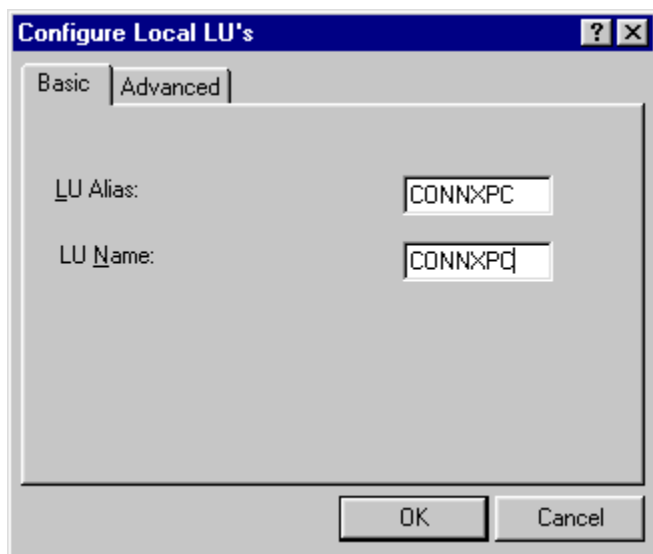 Configure Local LU's ? X
Basic Advanced
LU Alias: CONNXPC
LU Name: CONNXPC
OK Cancel